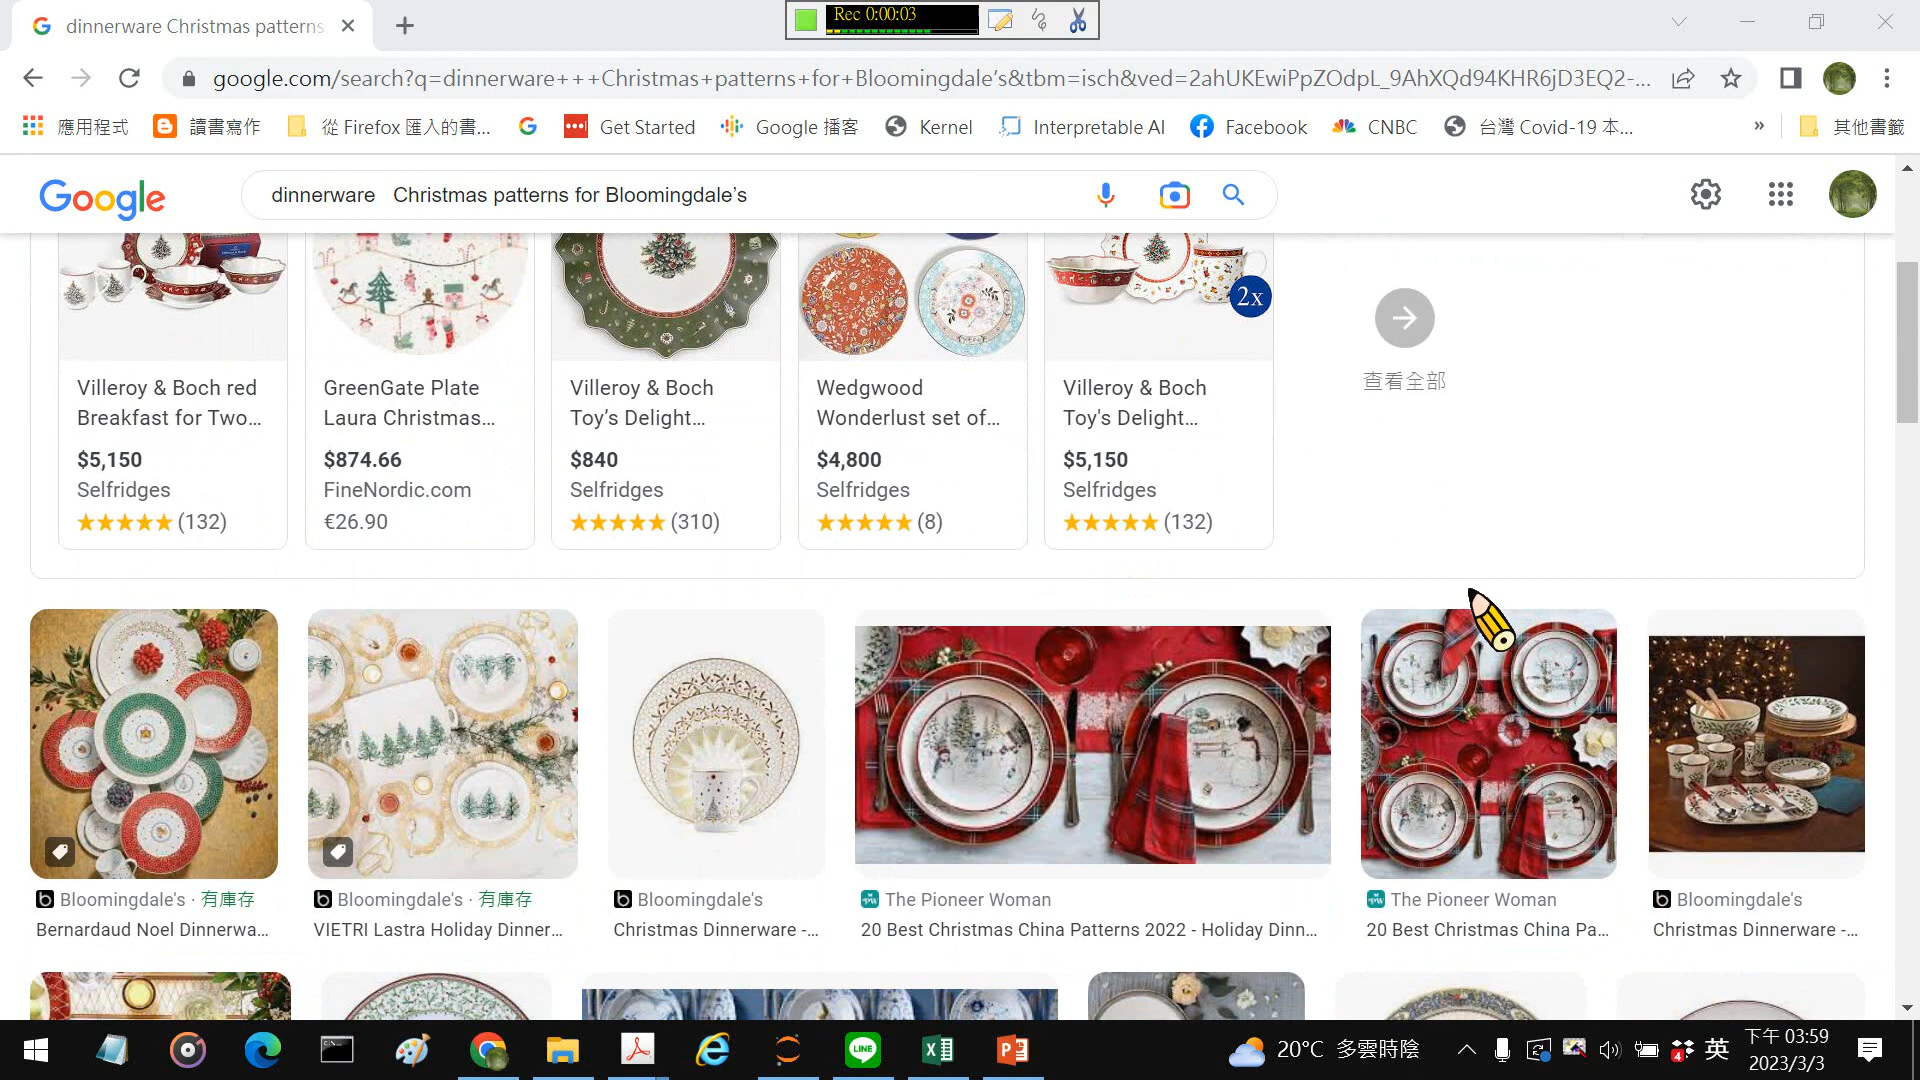 Rec 0:00:03
dinnerware Christmas patterns
google.com/search?q=dinnerware+++Christmas+patterns+for+Bloomingdale's&tbm=isch&ved=2ahUKEwiPpZOdpL_9AhXQd94KHR6jD3EQ2-...
應用程式 讀書寫作 從 Firefox 匯入的書... Get Started Google 播客 Kernel Interpretable AI Facebook CNBC 台灣 Covid-19 本... » 其他書籤
Google dinnerware Christmas patterns for Bloomingdale's
2x
查看全部
Villeroy & Boch red
Breakfast for Two...
$5,150
Selfridges
(132)
GreenGate Plate
Laura Christmas...
$874.66
FineNordic.com
€26.90
Villeroy & Boch
Toy's Delight...
$840
Selfridges
(310)
Wedgwood
Wonderlust set of...
$4,800
Selfridges
(8)
Villeroy & Boch
Toy's Delight...
$5,150
Selfridges
(132)
Bloomingdale's · 有庫存
Bernardaud Noel Dinnerwa...
Bloomingdale's · 有庫存
VIETRI Lastra Holiday Dinner...
Bloomingdale's
Christmas Dinnerware -...
The Pioneer Woman
20 Best Christmas China Patterns 2022 - Holiday Dinn...
The Pioneer Woman
20 Best Christmas China Pa...
Bloomingdale's
Christmas Dinnerware -...
LINE
20°C 多雲時陰
4
英
下午 03:59
2023/3/3